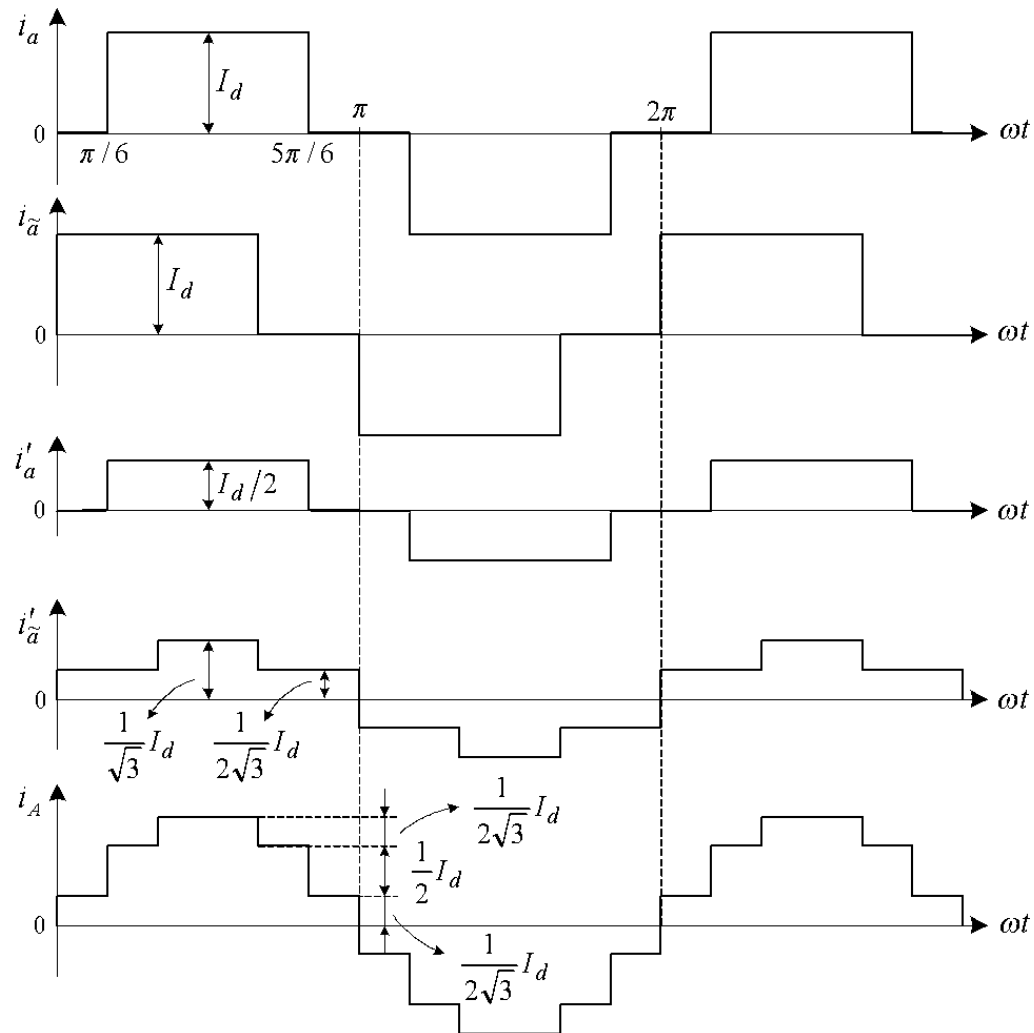 i_a
I_d
π
2π
0
π/6
5π/6
ωt
i_ã
I_d
0
ωt
i'_a
I_d/2
0
ωt
i'_ã
0
ωt
1/√3 I_d
1/2√3 I_d
i_A
1/2√3 I_d
1/2 I_d
0
ωt
1/2√3 I_d